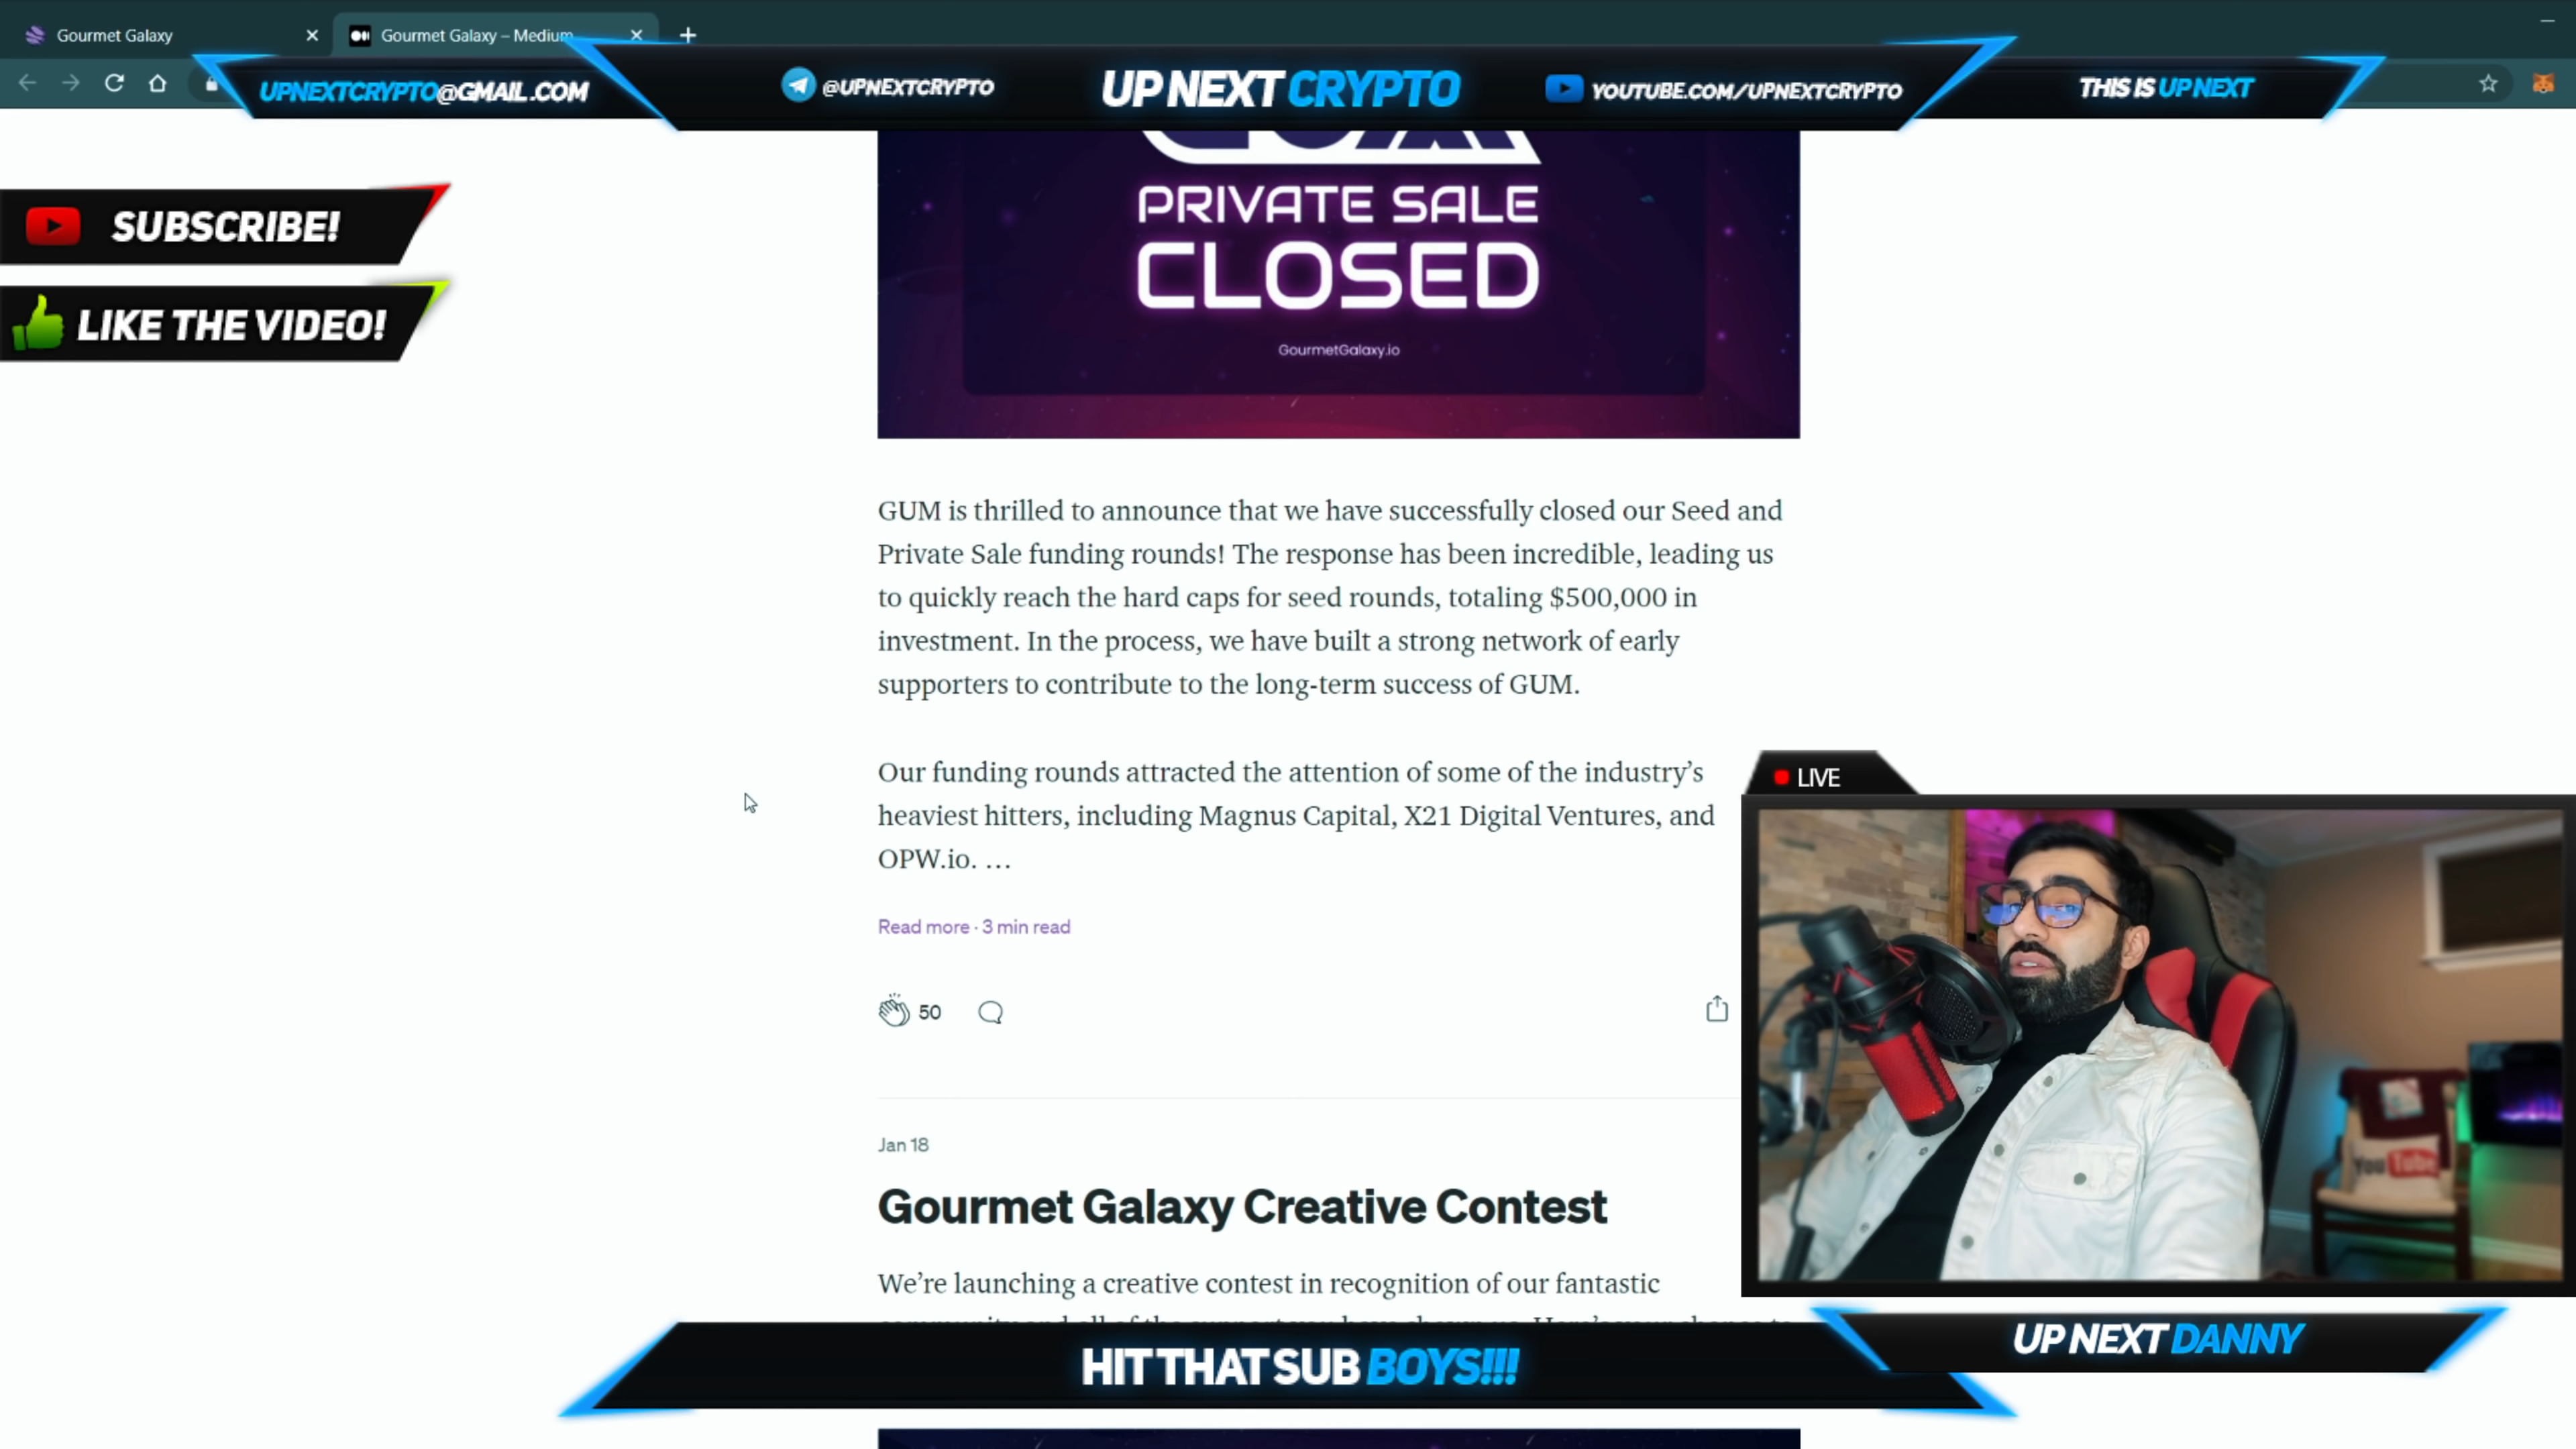 Gourmet Galaxy
Gourmet Galaxy – Medium
UPNEXTCRYPTO@GMAIL.COM
@UPNEXTCRYPTO
UP NEXT CRYPTO
YOUTUBE.COM/UPNEXTCRYPTO
THIS IS UP NEXT
SUBSCRIBE!
LIKE THE VIDEO!
PRIVATE SALE
CLOSED
GourmetGalaxy.io
GUM is thrilled to announce that we have successfully closed our Seed and
Private Sale funding rounds! The response has been incredible, leading us
to quickly reach the hard caps for seed rounds, totaling $500,000 in
investment. In the process, we have built a strong network of early
supporters to contribute to the long-term success of GUM.
Our funding rounds attracted the attention of some of the industry's
heaviest hitters, including Magnus Capital, X21 Digital Ventures, and
OPW.io. …
Read more · 3 min read
50
LIVE
You Tube
Jan 18
Gourmet Galaxy Creative Contest
We're launching a creative contest in recognition of our fantastic
UP NEXT DANNY
HIT THAT SUB BOYS!!!